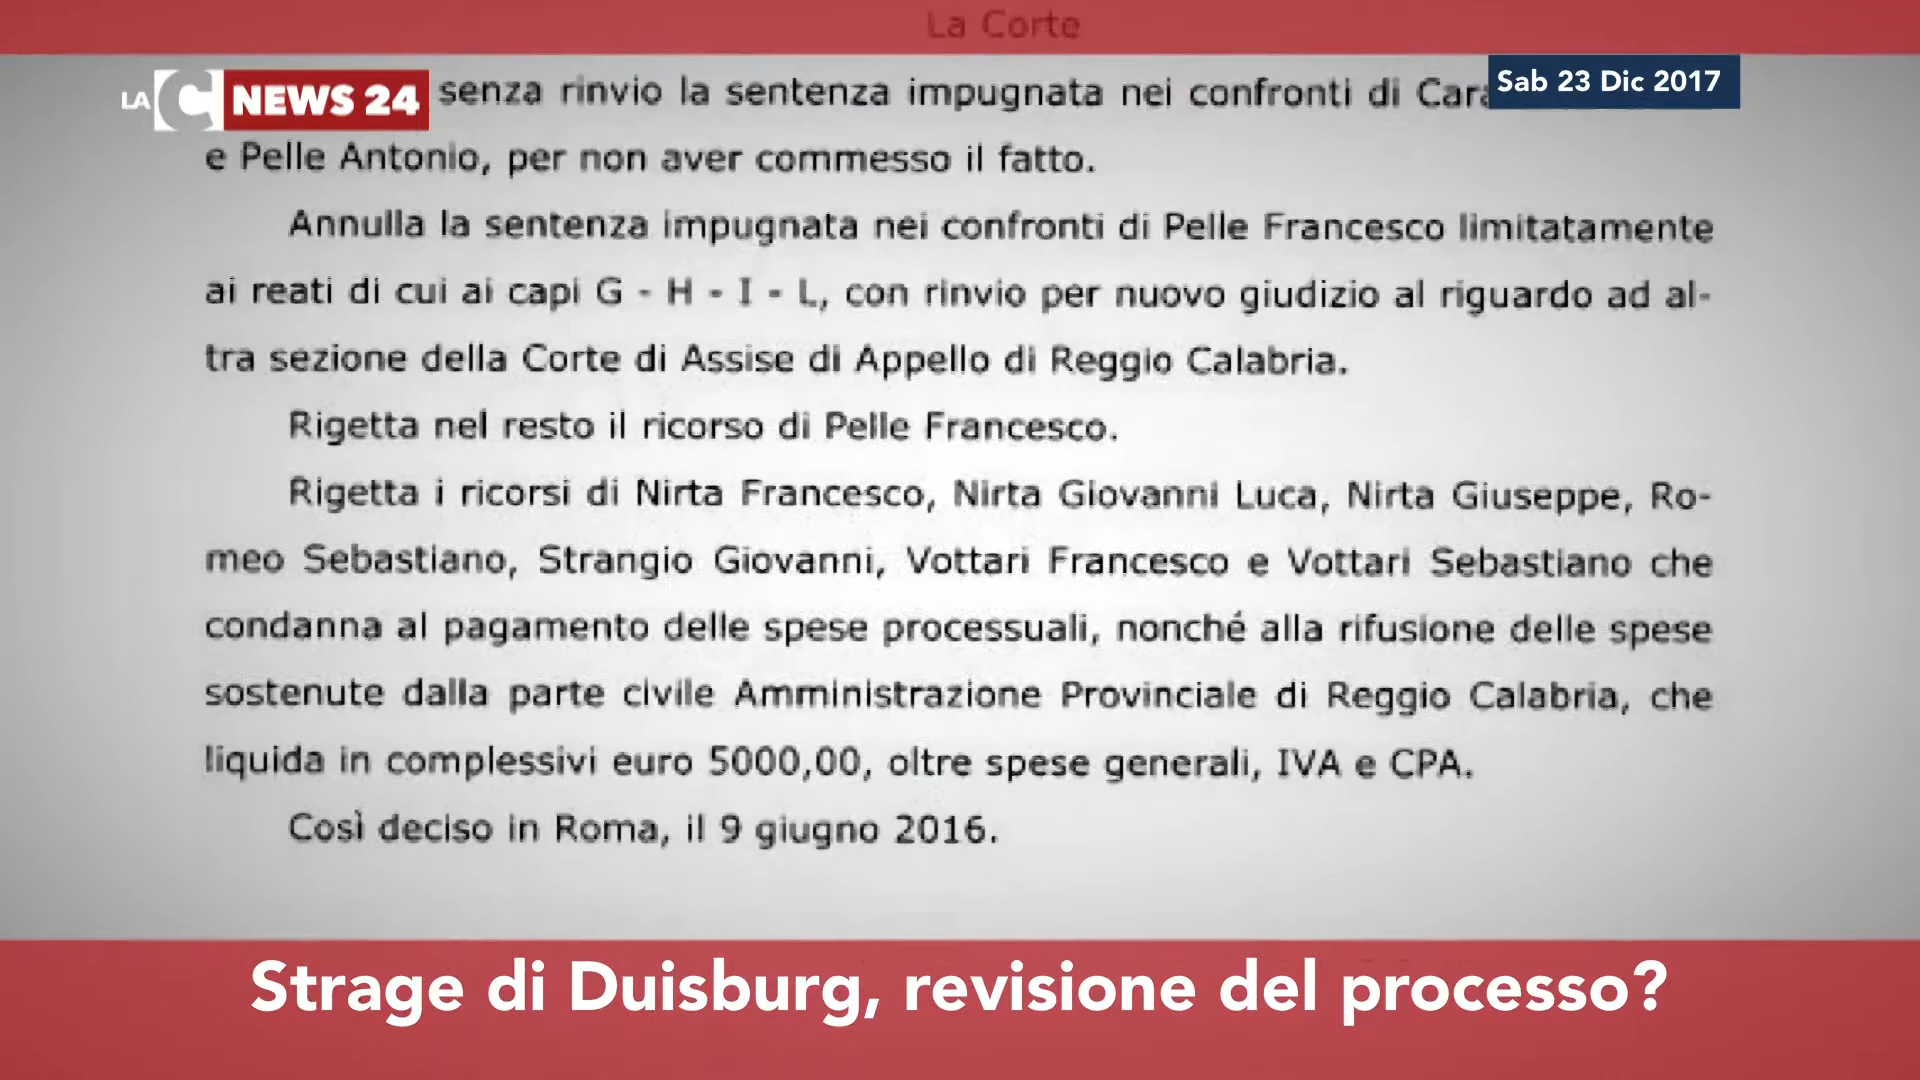 La Corte
LA C NEWS 24
Sab 23 Dic 2017
senza rinvio la sentenza impugnata nei confronti di
e Pelle Antonio, per non aver commesso il fatto.
Annulla la sentenza impugnata nei confronti di Pelle Francesco limitatamente
ai reati di cui ai capi G - H - I - L, con rinvio per nuovo giudizio al riguardo ad al-
tra sezione della Corte di Assise di Appello di Reggio Calabria.
Rigetta nel resto il ricorso di Pelle Francesco.
Rigetta i ricorsi di Nirta Francesco, Nirta Giovanni Luca, Nirta Giuseppe, Ro-
meo Sebastiano, Strangio Giovanni, Vottari Francesco e Vottari Sebastiano che
condanna al pagamento delle spese processuali, nonché alla rifusione delle spese
sostenute dalla parte civile Amministrazione Provinciale di Reggio Calabria, che
liquida in complessivi euro 5000,00, oltre spese generali, IVA e CPA.
Così deciso in Roma, il 9 giugno 2016.
Strage di Duisburg, revisione del processo?